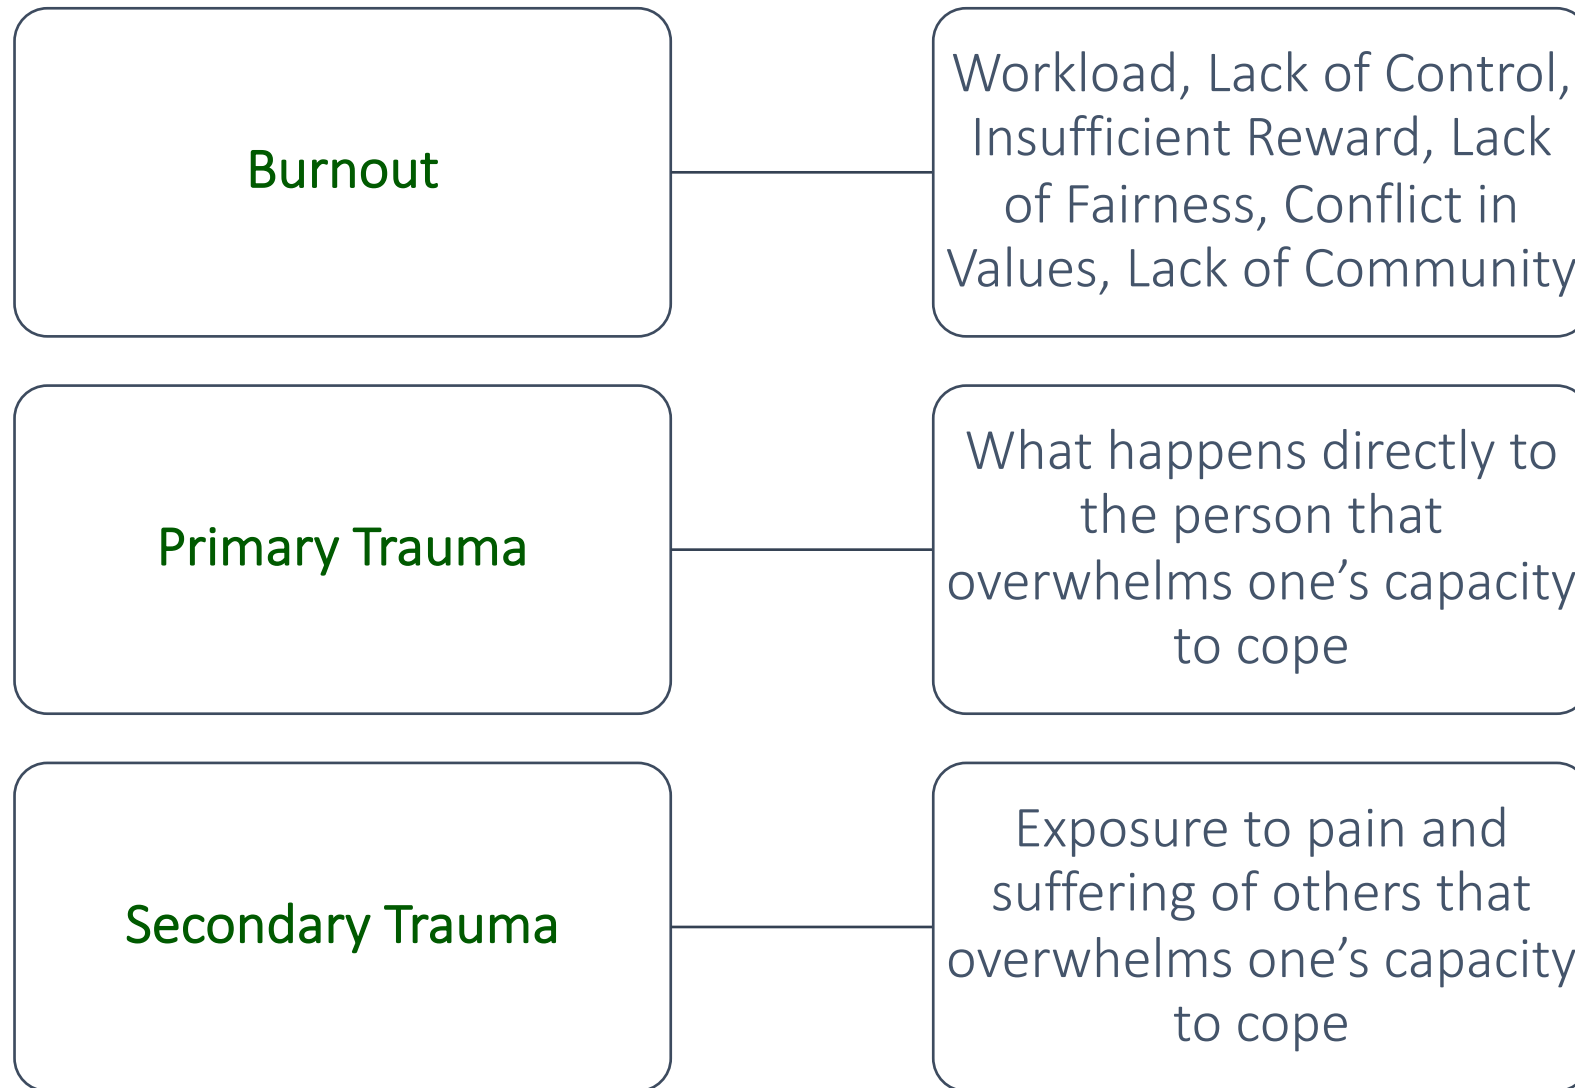 Burnout
Workload, Lack of Control,
Insufficient Reward, Lack
of Fairness, Conflict in
Values, Lack of Community
Primary Trauma
What happens directly to
the person that
overwhelms one’s capacity
to cope
Secondary Trauma
Exposure to pain and
suffering of others that
overwhelms one’s capacity
to cope